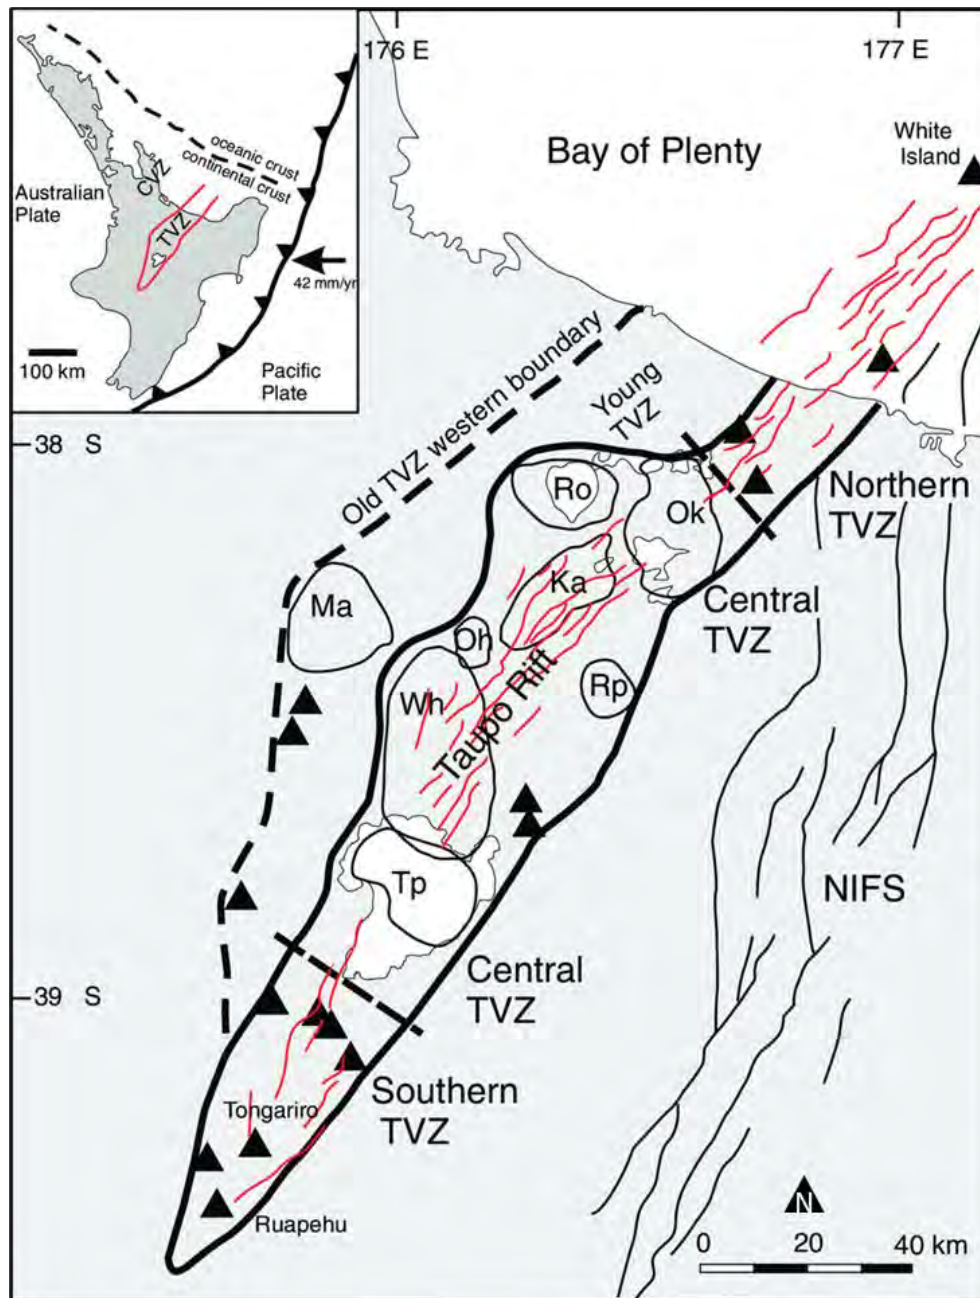 176 E
177 E
oceanic crust
continental crust
CVZ
Australian
Plate
TVZ
42 mm/yr
100 km
Pacific
Plate
Bay of Plenty
White
Island
38 S
Old TVZ western boundary
Young
TVZ
Ro
Ok
Northern
TVZ
Ka
Ma
Central
TVZ
Oh
Rp
Wh
Taupo Rift
Tp
NIFS
Central
TVZ
39 S
Southern
TVZ
Tongariro
Ruapehu
N
0 20 40 km